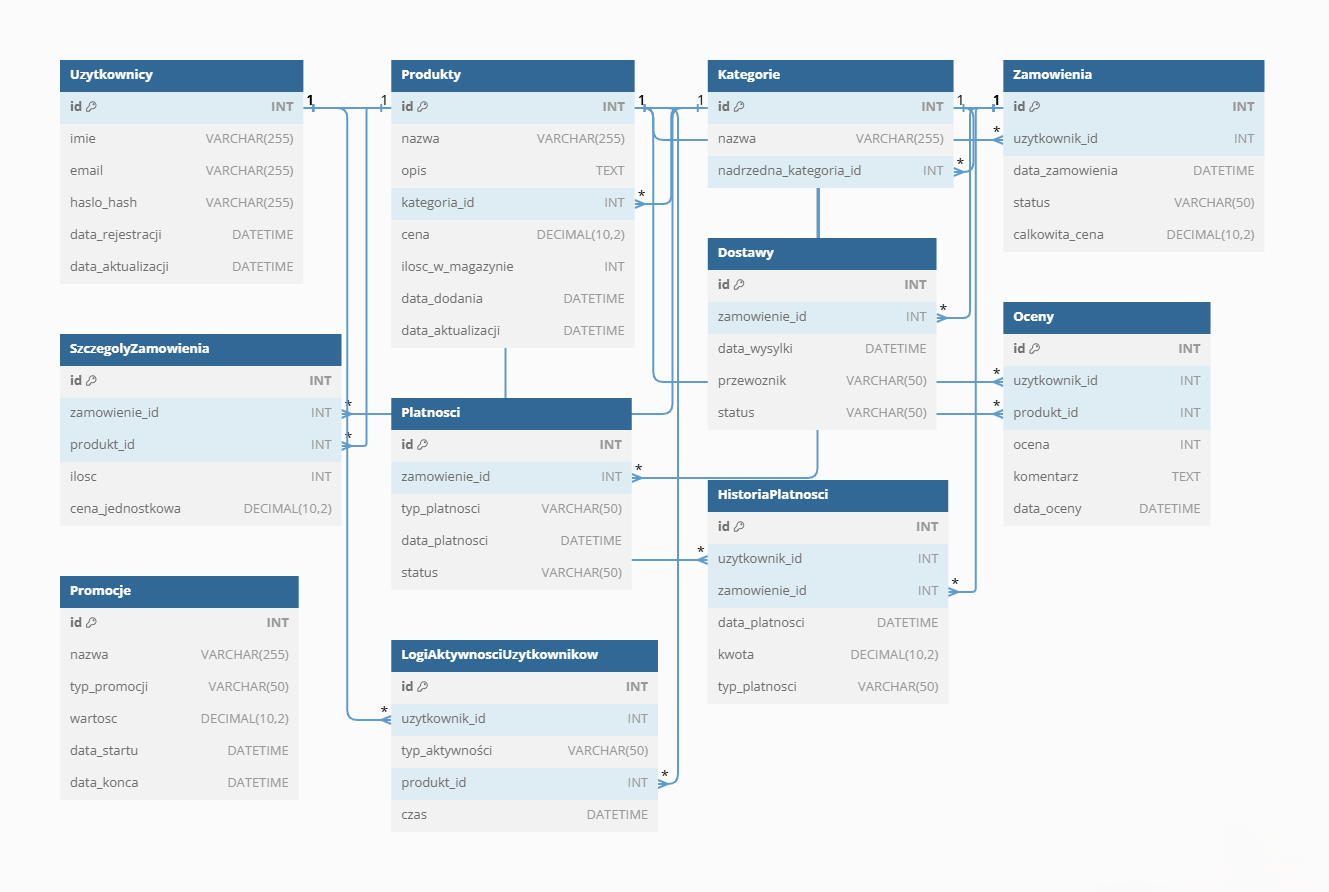 Uzytkownicy
id INT
imie VARCHAR(255)
email VARCHAR(255)
haslo_hash VARCHAR(255)
data_rejestracji DATETIME
data_aktualizacji DATETIME
1
1
Produkty
id INT
nazwa VARCHAR(255)
opis TEXT
kategoria_id INT
cena DECIMAL(10,2)
ilosc_w_magazynie INT
data_dodania DATETIME
data_aktualizacji DATETIME
1
1
*
Kategorie
id INT
nazwa VARCHAR(255)
nadrzedna_kategoria_id INT
1
1
*
*
Zamowienia
id INT
uzytkownik_id INT
data_zamowienia DATETIME
status VARCHAR(50)
calkowita_cena DECIMAL(10,2)
SzczegolyZamowienia
id INT
zamowienie_id INT
produkt_id INT
ilosc INT
cena_jednostkowa DECIMAL(10,2)
*
*
Platnosci
id INT
zamowienie_id INT
typ_platnosci VARCHAR(50)
data_platnosci DATETIME
status VARCHAR(50)
*
Dostawy
id INT
zamowienie_id INT
data_wysylki DATETIME
przewoznik VARCHAR(50)
status VARCHAR(50)
*
Oceny
id INT
uzytkownik_id INT
produkt_id INT
ocena INT
komentarz TEXT
data_oceny DATETIME
*
*
HistoriaPlatnosci
id INT
uzytkownik_id INT
zamowienie_id INT
data_platnosci DATETIME
kwota DECIMAL(10,2)
typ_platnosci VARCHAR(50)
*
*
Promocje
id INT
nazwa VARCHAR(255)
typ_promocji VARCHAR(50)
wartosc DECIMAL(10,2)
data_startu DATETIME
data_konca DATETIME
LogiAktywnosciUzytkownikow
id INT
uzytkownik_id INT
typ_aktywności VARCHAR(50)
produkt_id INT
czas DATETIME
*
*